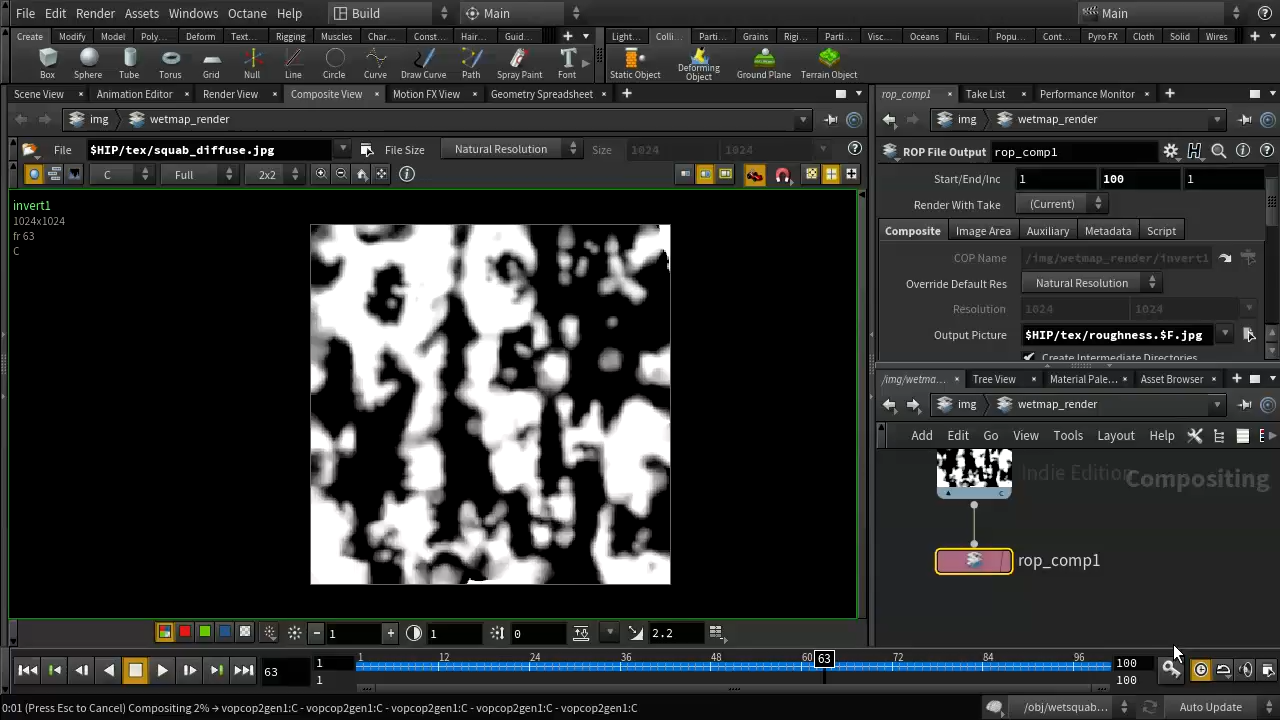 File Edit Render Assets Windows Octane Help Build Main Main
Create Modify Model Poly... Deform Text... Rigging Muscles Char... Const... Hair... Guid... Light... Colli... Parti... Grains Rigi... Parti... Visc... Oceans Flui... Popu... Cont... Pyro FX Cloth Solid Wires
Box Sphere Tube Torus Grid Null Line Circle Curve Draw Curve Path Spray Paint Font Static Object Deforming Object Ground Plane Terrain Object
Scene View Animation Editor Render View Composite View Motion FX View Geometry Spreadsheet
img wetmap_render
File $HIP/tex/squab_diffuse.jpg File Size Natural Resolution Size 1024 1024
C Full 2x2
invert1
1024x1024
fr 63
C
1 1 0 2.2
rop_comp1 Take List Performance Monitor
img wetmap_render
ROP File Output rop_comp1
Start/End/Inc 1 100 1
Render With Take (Current)
Composite Image Area Auxiliary Metadata Script
COP Name /img/wetmap_render/invert1
Override Default Res Natural Resolution
Resolution 1024 1024
Output Picture $HIP/tex/roughness.$F.jpg
Create Intermediate Directories
/img/wetma... Tree View Material Pale... Asset Browser
img wetmap_render
Add Edit Go View Tools Layout Help
Indie Edition Compositing
C
rop_comp1
63 1 1 12 24 36 48 60 63 72 84 96 100
1 100
0:01 (Press Esc to Cancel) Compositing 2% → vopcop2gen1:C - vopcop2gen1:C - vopcop2gen1:C - vopcop2gen1:C /obj/wetsquab... Auto Update